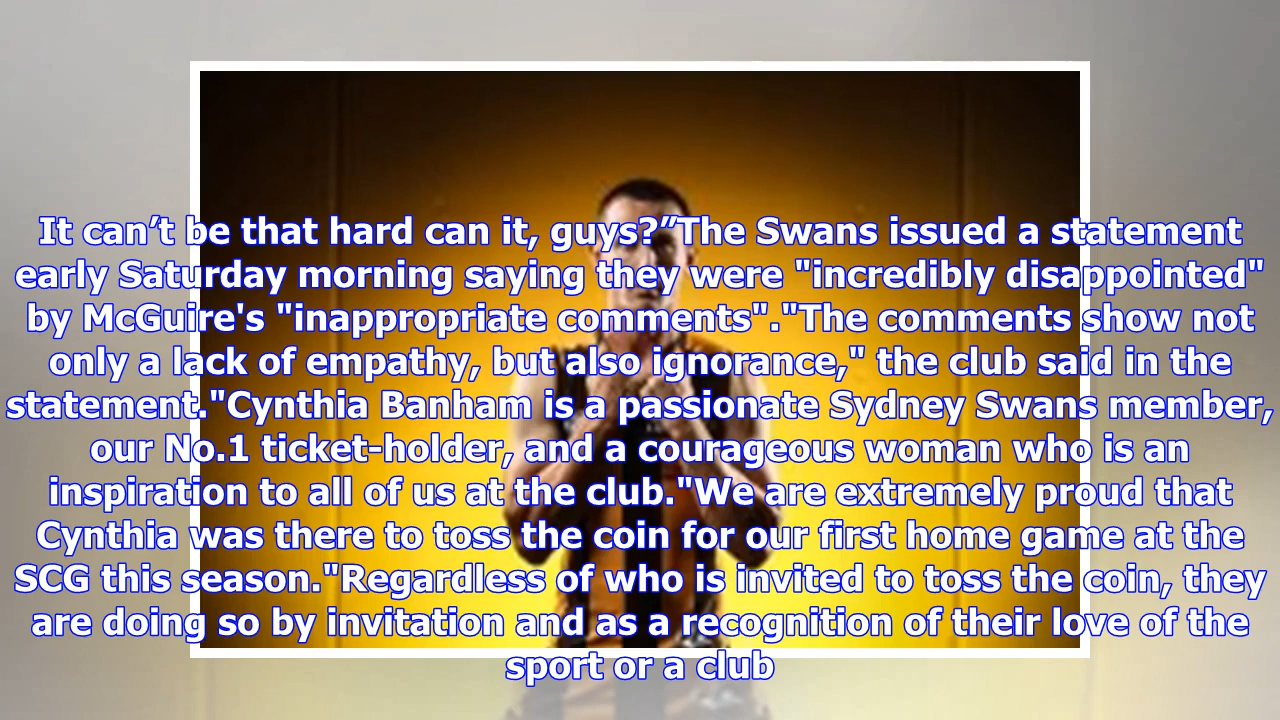 It can’t be that hard can it, guys?”The Swans issued a statement
early Saturday morning saying they were "incredibly disappointed"
by McGuire's "inappropriate comments"."The comments show not
only a lack of empathy, but also ignorance," the club said in the
statement."Cynthia Banham is a passionate Sydney Swans member,
our No.1 ticket-holder, and a courageous woman who is an
inspiration to all of us at the club."We are extremely proud that
Cynthia was there to toss the coin for our first home game at the
SCG this season."Regardless of who is invited to toss the coin, they
are doing so by invitation and as a recognition of their love of the
sport or a club